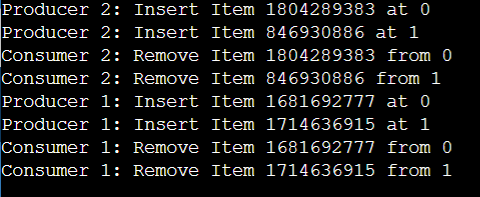 Producer 2: Insert Item 1804289383 at 0
Producer 2: Insert Item 846930886 at 1
Consumer 2: Remove Item 1804289383 from 0
Consumer 2: Remove Item 846930886 from 1
Producer 1: Insert Item 1681692777 at 0
Producer 1: Insert Item 1714636915 at 1
Consumer 1: Remove Item 1681692777 from 0
Consumer 1: Remove Item 1714636915 from 1